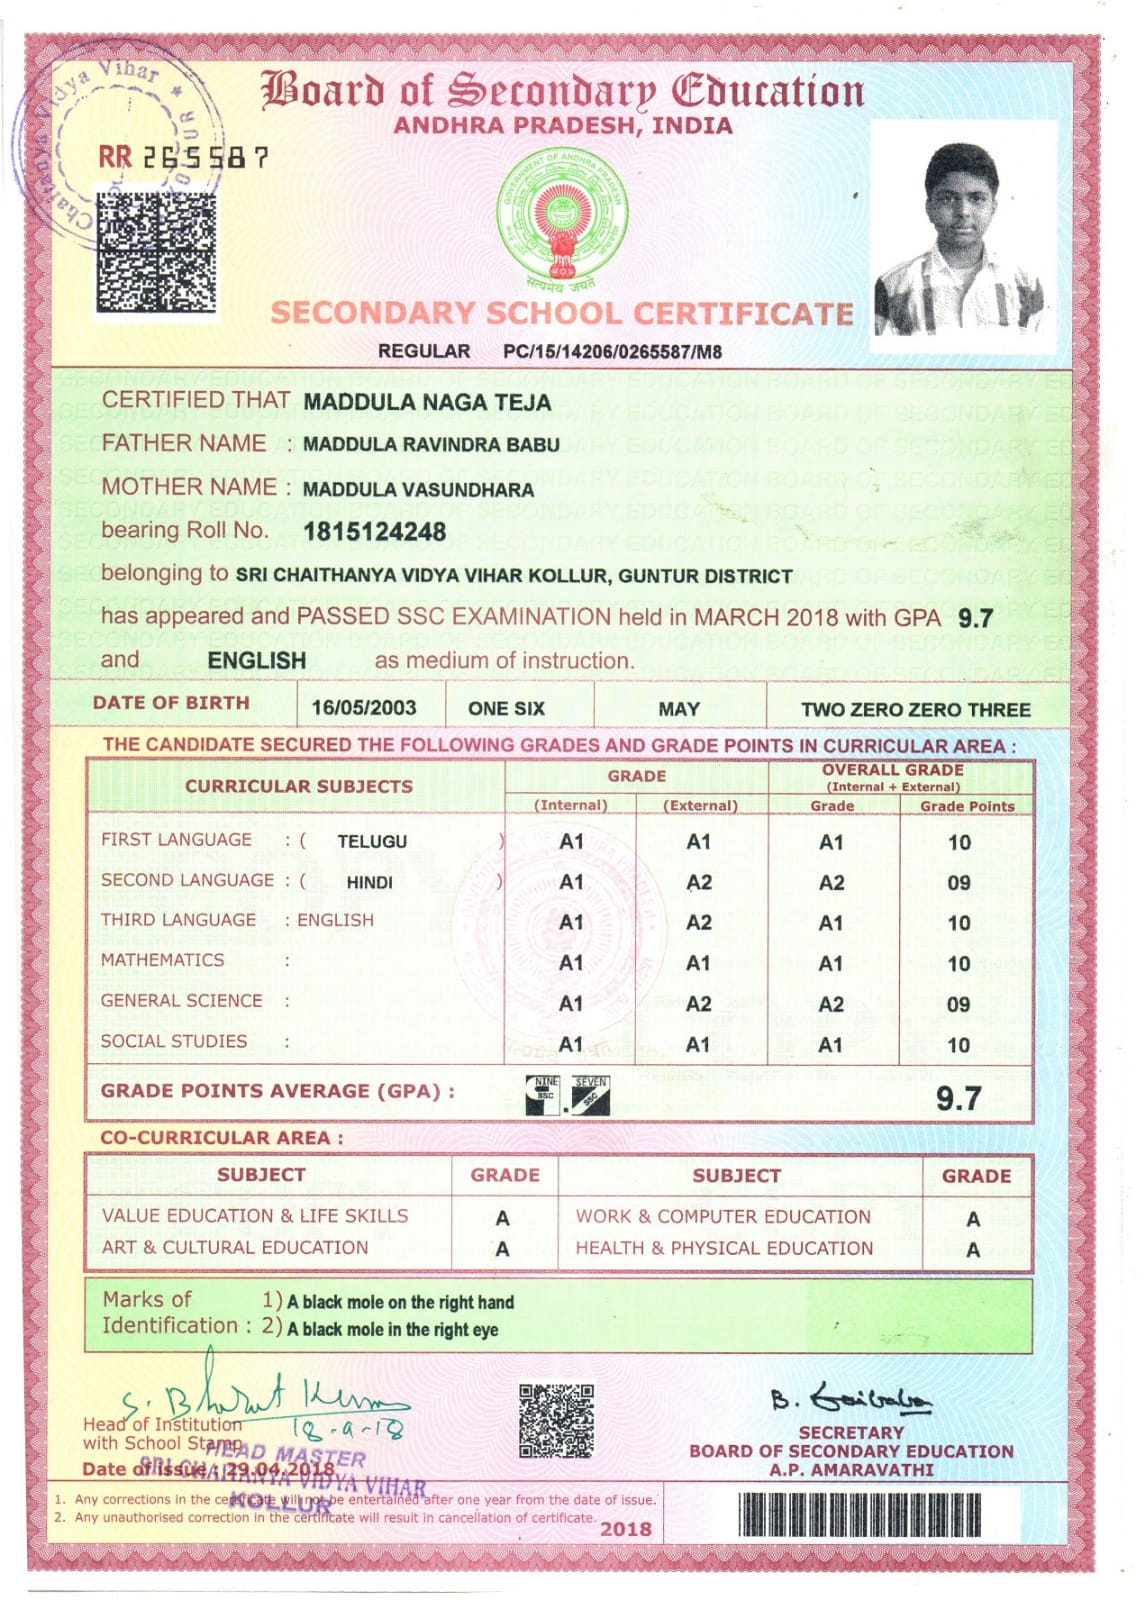 Board of Secondary Education
ANDHRA PRADESH, INDIA
Chaitanya Vidya Vihar ★ KOLLUR
RR 265587
GOVERNMENT OF ANDHRA PRADESH
सत्यमेव जयते
SECONDARY SCHOOL CERTIFICATE
REGULAR PC/15/14206/0265587/M8
CERTIFIED THAT MADDULA NAGA TEJA
FATHER NAME : MADDULA RAVINDRA BABU
MOTHER NAME : MADDULA VASUNDHARA
bearing Roll No. 1815124248
belonging to SRI CHAITHANYA VIDYA VIHAR KOLLUR, GUNTUR DISTRICT
has appeared and PASSED SSC EXAMINATION held in MARCH 2018 with GPA 9.7
and ENGLISH as medium of instruction.
DATE OF BIRTH 16/05/2003 ONE SIX MAY TWO ZERO ZERO THREE
THE CANDIDATE SECURED THE FOLLOWING GRADES AND GRADE POINTS IN CURRICULAR AREA :
CURRICULAR SUBJECTS GRADE OVERALL GRADE
(Internal + External)
(Internal) (External) Grade Grade Points
FIRST LANGUAGE : ( TELUGU ) A1 A1 A1 10
SECOND LANGUAGE : ( HINDI ) A1 A2 A2 09
THIRD LANGUAGE : ENGLISH A1 A2 A1 10
MATHEMATICS : A1 A1 A1 10
GENERAL SCIENCE : A1 A2 A2 09
SOCIAL STUDIES : A1 A1 A1 10
GRADE POINTS AVERAGE (GPA) : NINE SSC . SEVEN SSC 9.7
CO-CURRICULAR AREA :
SUBJECT GRADE SUBJECT GRADE
VALUE EDUCATION & LIFE SKILLS A WORK & COMPUTER EDUCATION A
ART & CULTURAL EDUCATION A HEALTH & PHYSICAL EDUCATION A
Marks of 1) A black mole on the right hand
Identification : 2) A black mole in the right eye
S. Bharat Kumar
18-9-18
B. Saibaba
Head of Institution
with School Stamp
Date of Issue : 29.04.2018
HEAD MASTER
SRI CHAITANYA VIDYA VIHAR
KOLLUR
SECRETARY
BOARD OF SECONDARY EDUCATION
A.P. AMARAVATHI
1. Any corrections in the certificate will not be entertained after one year from the date of issue.
2. Any unauthorised correction in the certificate will result in cancellation of certificate.
2018